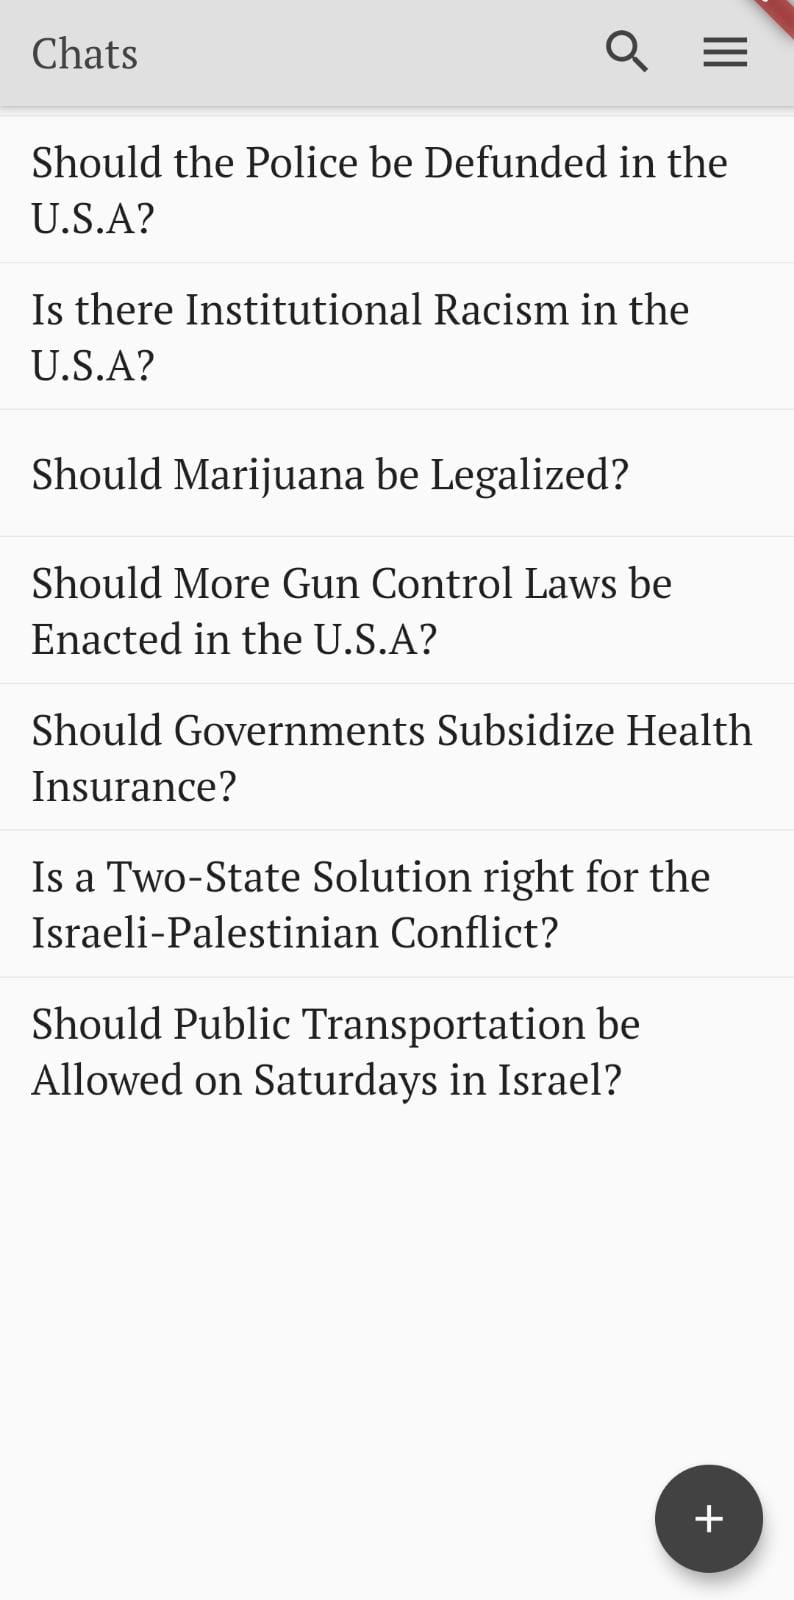 Chats
Should the Police be Defunded in the
U.S.A?
Is there Institutional Racism in the
U.S.A?
Should Marijuana be Legalized?
Should More Gun Control Laws be
Enacted in the U.S.A?
Should Governments Subsidize Health
Insurance?
Is a Two-State Solution right for the
Israeli-Palestinian Conflict?
Should Public Transportation be
Allowed on Saturdays in Israel?
+